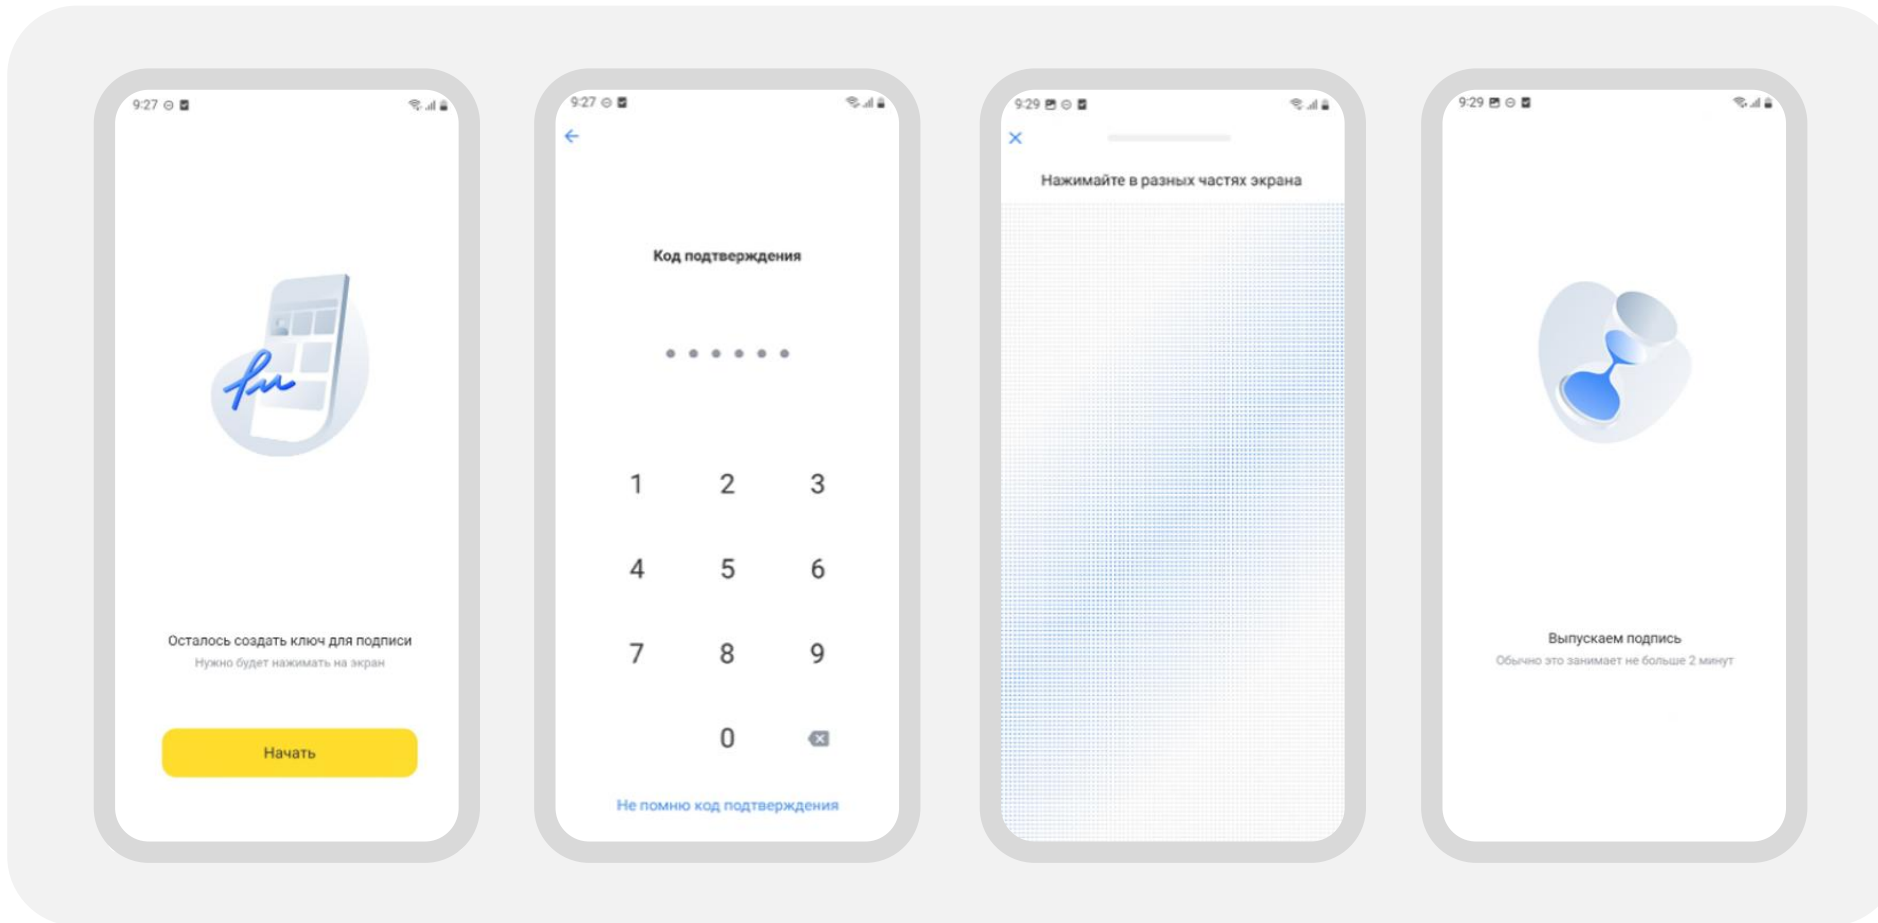 9:27
Осталось создать ключ для подписи
Нужно будет нажимать на экран
Начать
9:27
Код подтверждения
1 2 3
4 5 6
7 8 9
0
Не помню код подтверждения
9:29
Нажимайте в разных частях экрана
9:29
Выпускаем подпись
Обычно это занимает не больше 2 минут